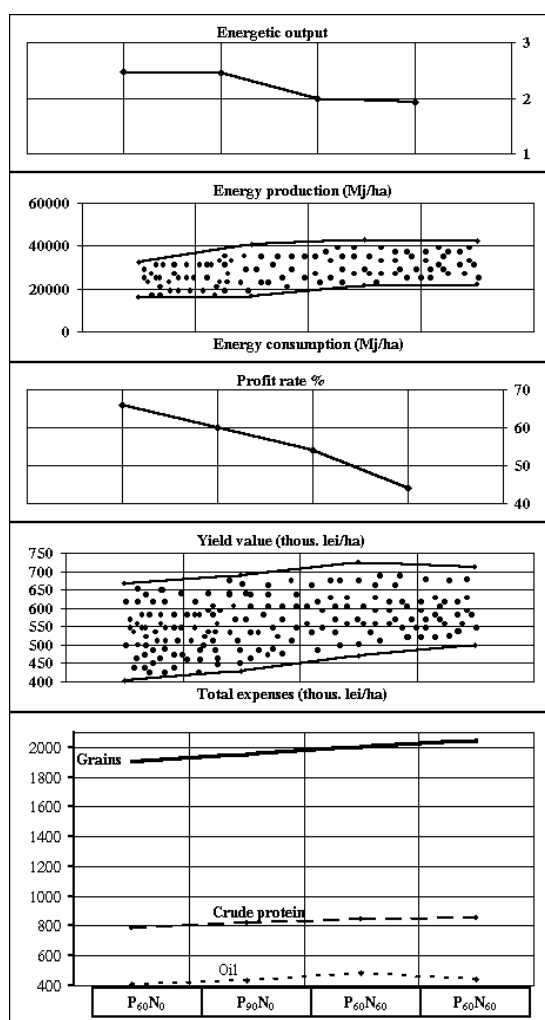 Energetic output
3
2
1
Energy production (Mj/ha)
60000
40000
20000
0
Energy consumption (Mj/ha)
Profit rate %
70
60
50
40
Yield value (thous. lei/ha)
750
700
650
600
550
500
450
400
Total expenses (thous. lei/ha)
2000
Grains
1800
1600
1400
1200
1000
Crude protein
800
600
Oil
400
P₆₀N₀ P₉₀N₀ P₆₀N₆₀ P₆₀N₆₀